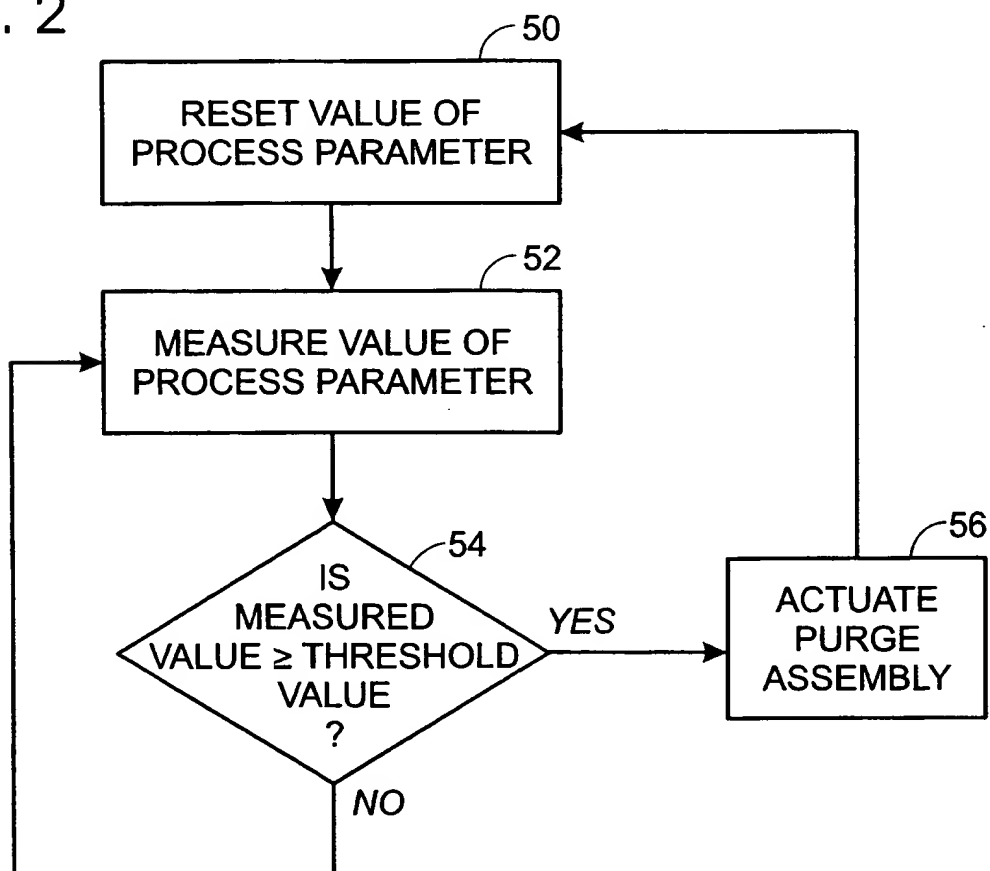 . 2
50
RESET VALUE OF
PROCESS PARAMETER
52
MEASURE VALUE OF
PROCESS PARAMETER
54
IS
MEASURED
VALUE ≥ THRESHOLD
VALUE
?
YES
56
ACTUATE
PURGE
ASSEMBLY
NO